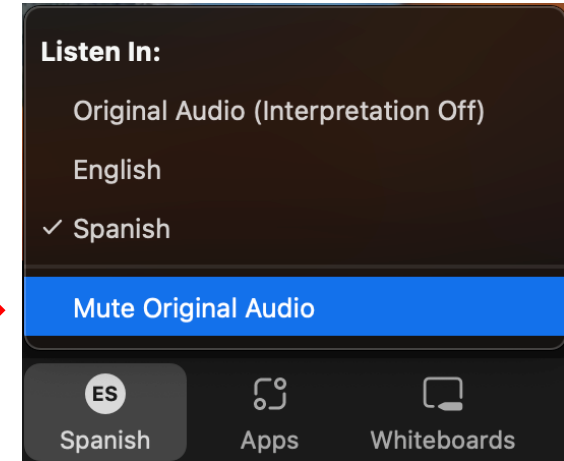 Listen In:
Original Audio (Interpretation Off)
English
✓ Spanish
Mute Original Audio
ES
Spanish Apps Whiteboards